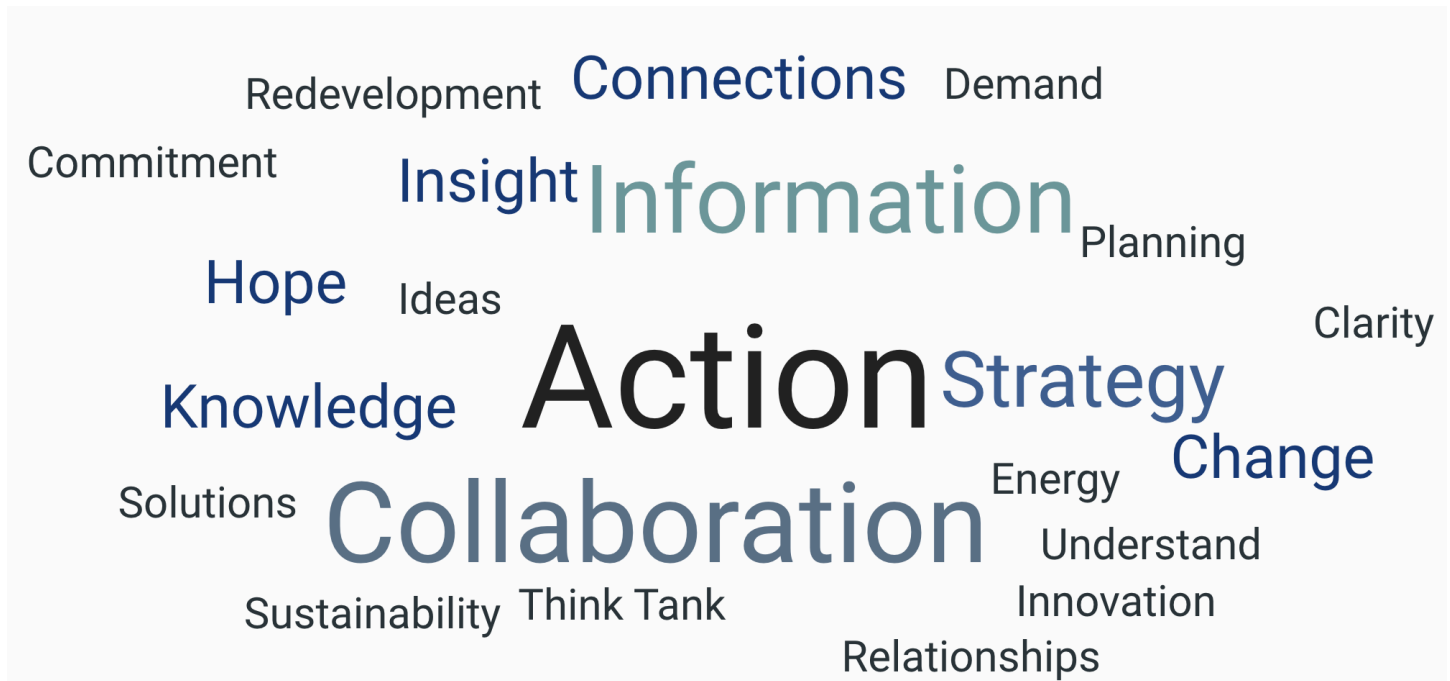 Connections
Redevelopment
Demand
Commitment
Insight
Information
Planning
Hope
Ideas
Clarity
Action
Strategy
Knowledge
Change
Energy
Solutions
Collaboration
Understand
Sustainability
Think Tank
Innovation
Relationships